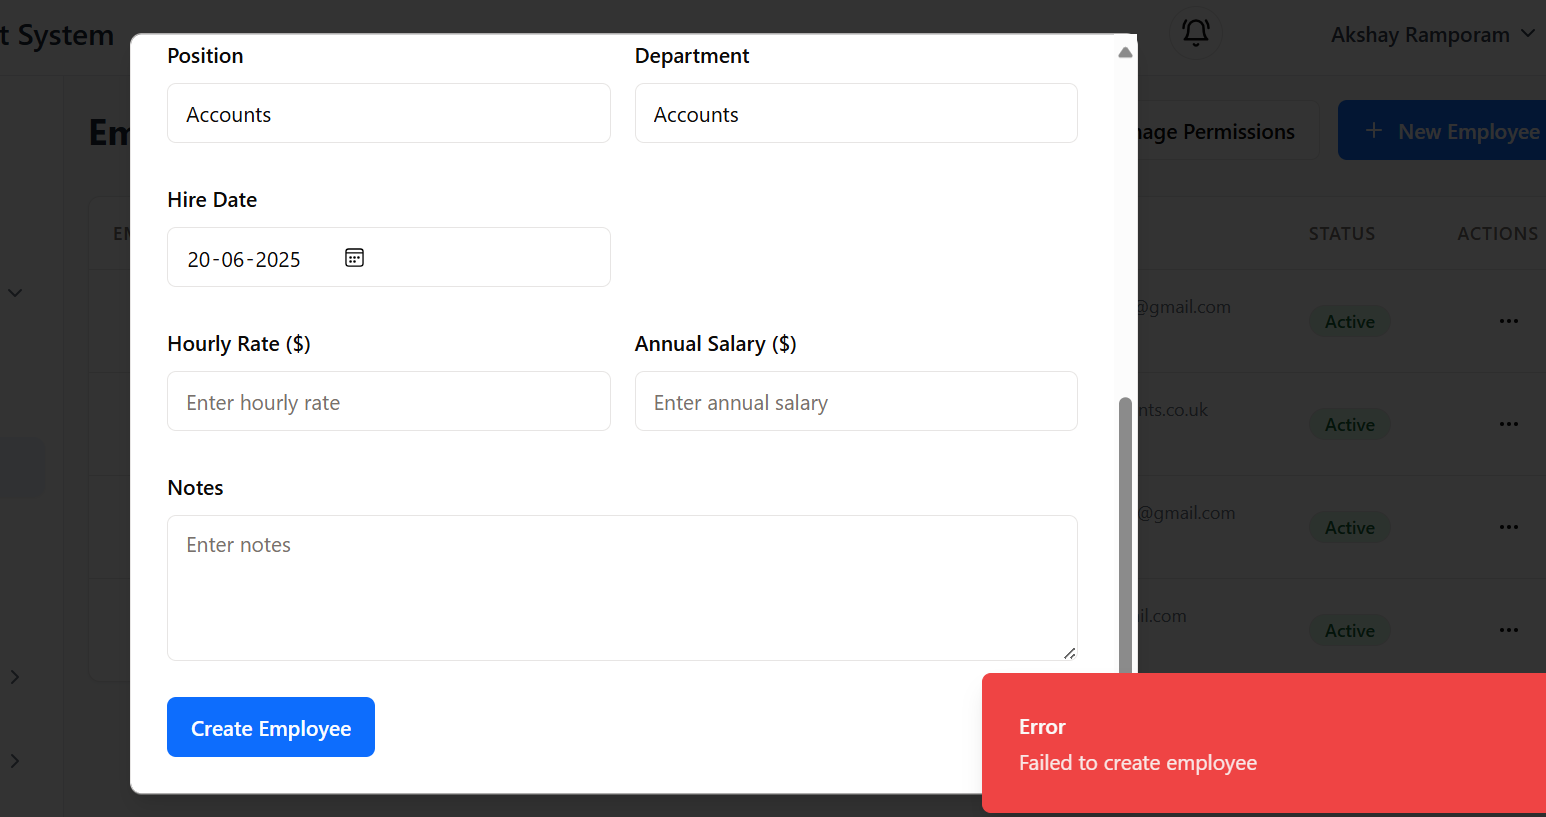 t System
Akshay Ramporam
Position
Department
Accounts
Accounts
Em
nage Permissions
+ New Employee
Hire Date
20-06-2025
EM
STATUS
ACTIONS
@gmail.com
Active
Hourly Rate ($)
Annual Salary ($)
Enter hourly rate
Enter annual salary
nts.co.uk
Active
Notes
Enter notes
@gmail.com
Active
il.com
Active
Create Employee
Error
Failed to create employee